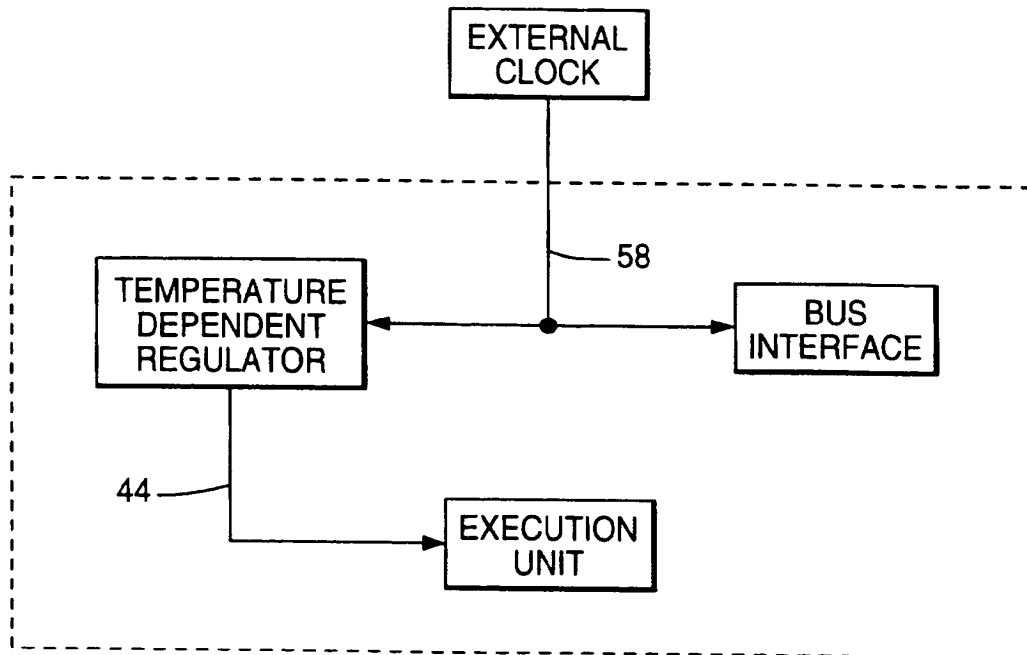 EXTERNAL
CLOCK
58
TEMPERATURE
DEPENDENT
REGULATOR
BUS
INTERFACE
44
EXECUTION
UNIT